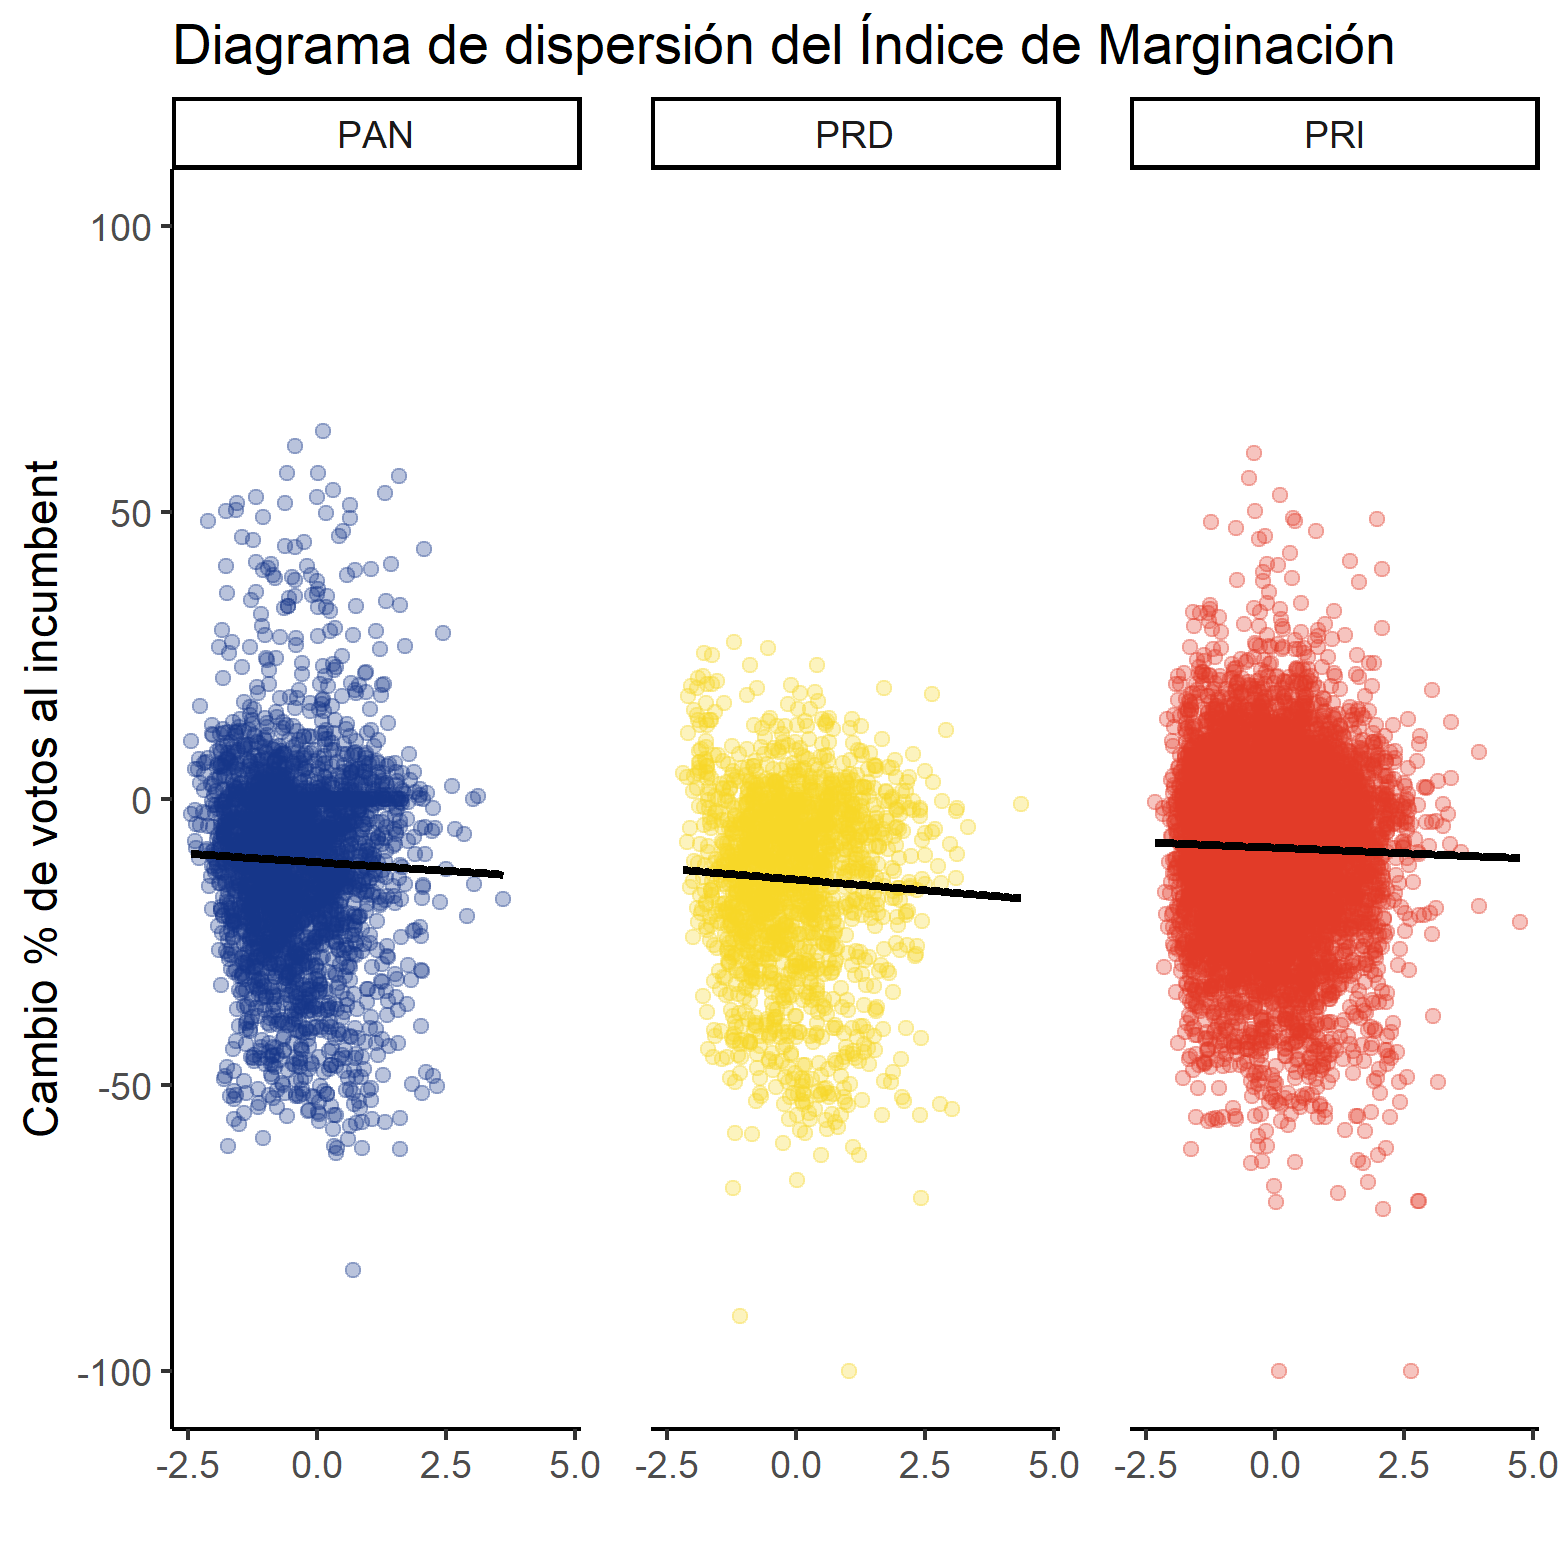 Diagrama de dispersión del Índice de Marginación
PAN PRD PRI
Cambio % de votos al incumbent
100
50
0
-50
-100
-2.5 0.0 2.5 5.0 -2.5 0.0 2.5 5.0 -2.5 0.0 2.5 5.0